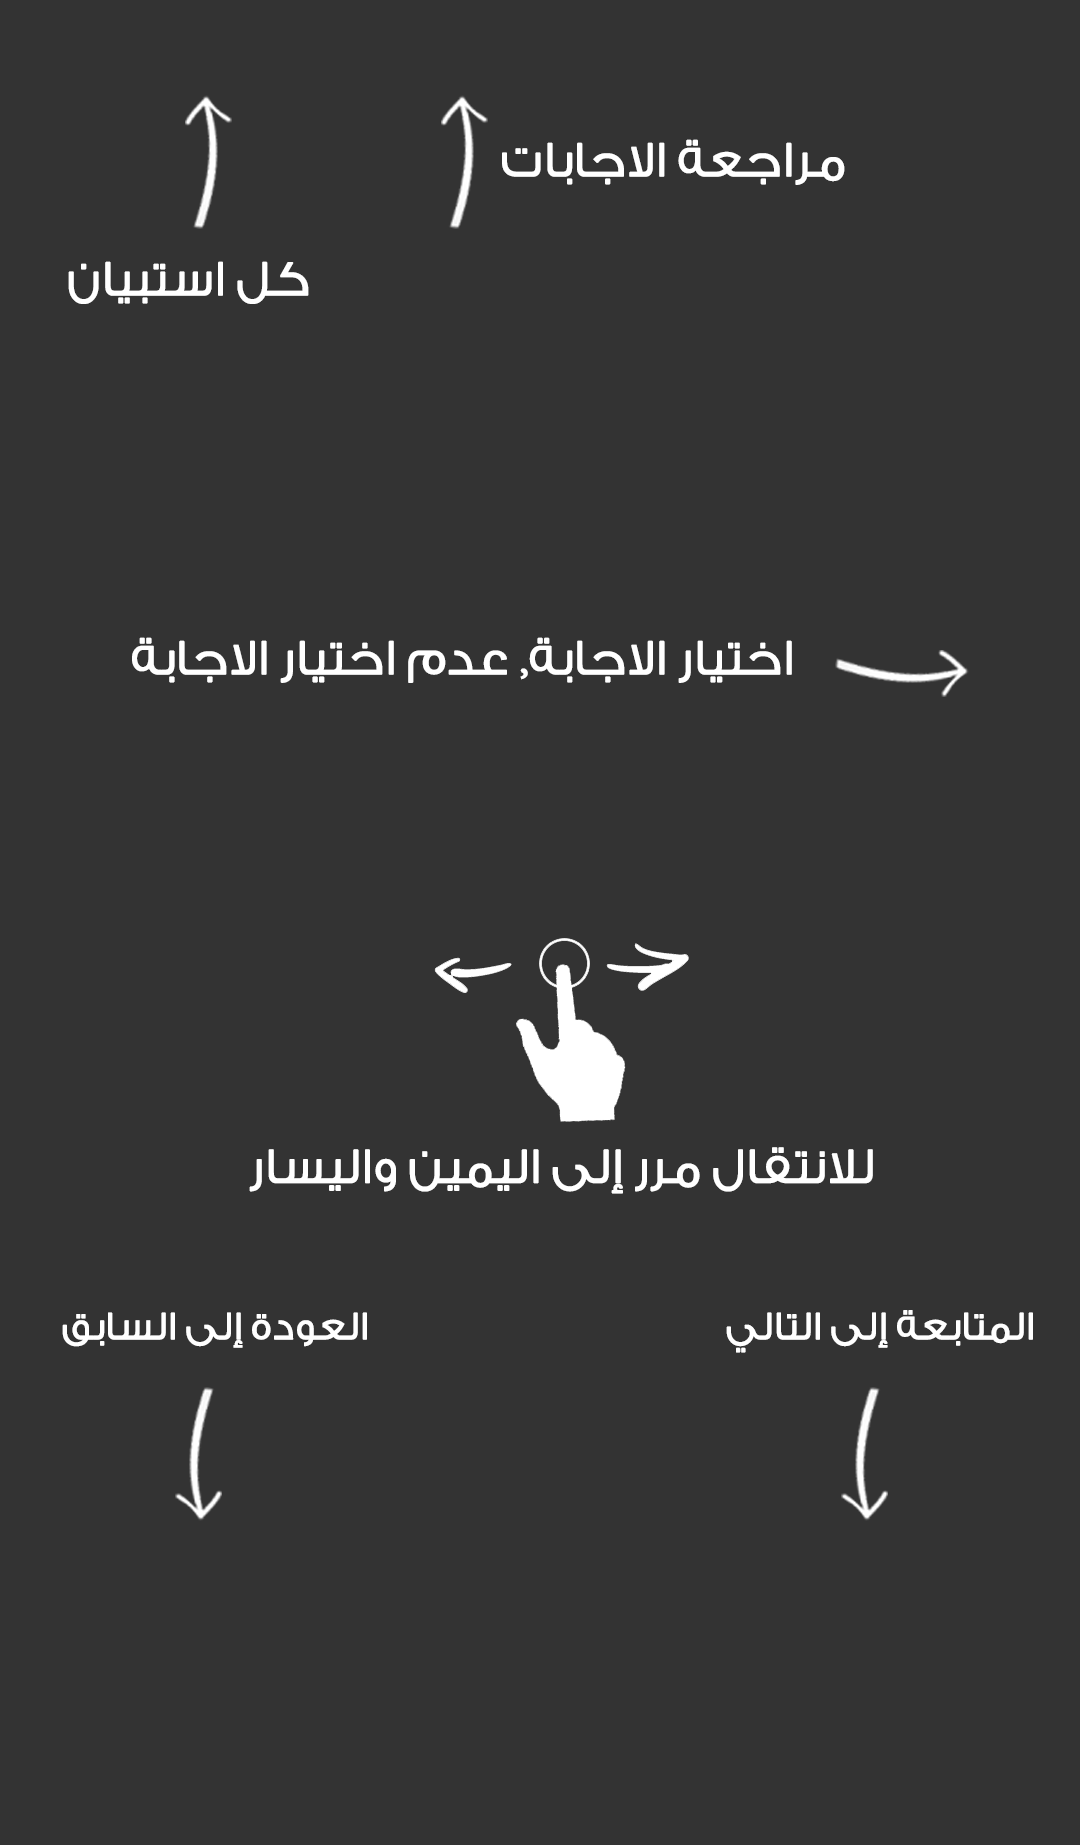 مراجعة الاجابات
كل استبيان
اختيار الاجابة, عدم اختيار الاجابة
للانتقال مرر إلى اليمين واليسار
المتابعة إلى التالي
العودة إلى السابق